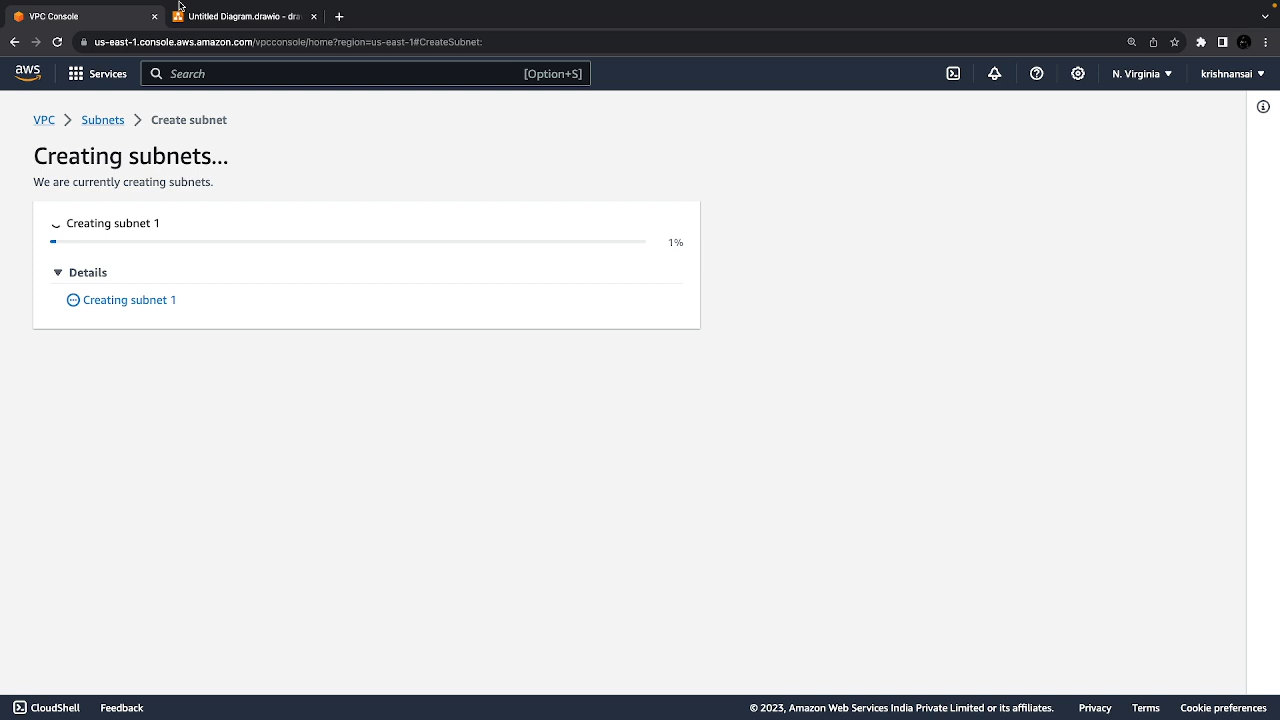 VPC Console
Untitled Diagram.drawio - dra
us-east-1.console.aws.amazon.com/vpcconsole/home?region=us-east-1#CreateSubnet:
aws
Services
Search
[Option+S]
N. Virginia
krishnansai
VPC
Subnets
Create subnet
Creating subnets...
We are currently creating subnets.
Creating subnet 1
1%
Details
Creating subnet 1
CloudShell
Feedback
© 2023, Amazon Web Services India Private Limited or its affiliates.
Privacy
Terms
Cookie preferences